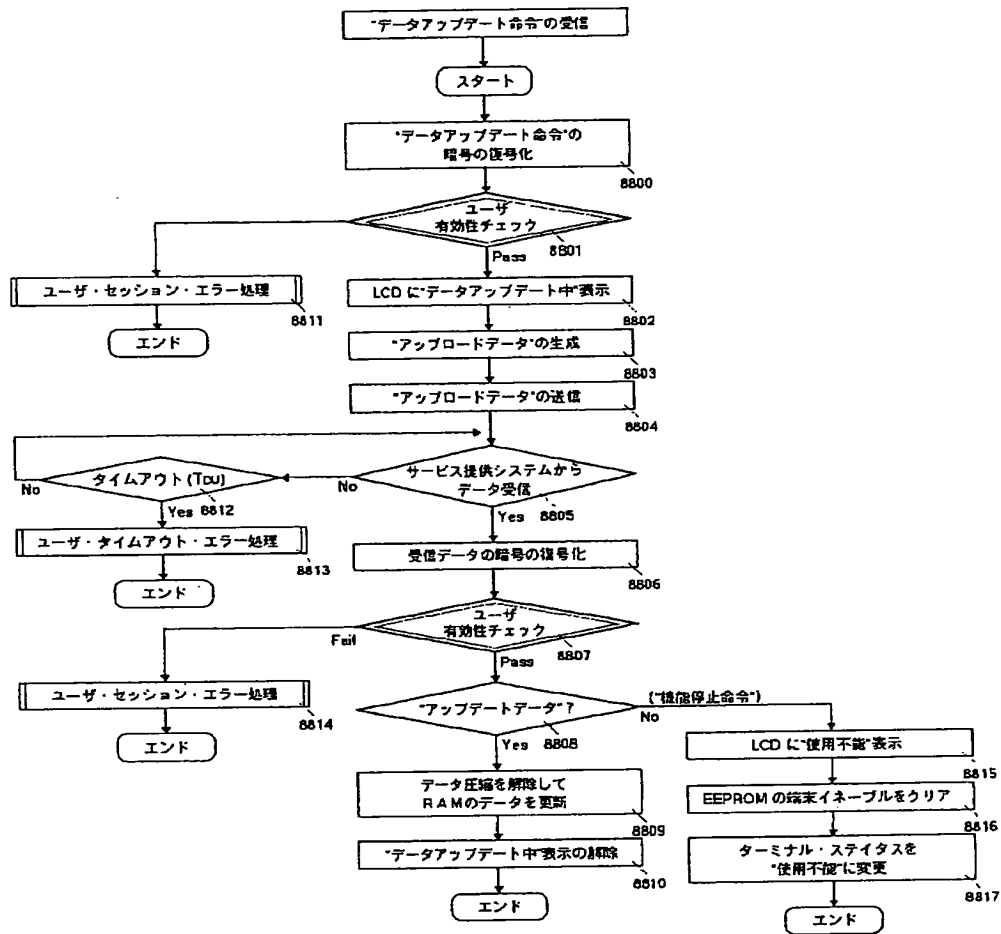 "データアップデート命令"の受信
スタート
"データアップデート命令"の
暗号の復号化
8800
ユーザ
有効性チェック
8801
Pass
ユーザ・セッション・エラー処理
8811
エンド
LCDに"データアップデート中"表示
8802
"アップロードデータ"の生成
8803
"アップロードデータ"の送信
8804
サービス提供システムから
データ受信
8805
No
タイムアウト(TDU)
8812
No
Yes
Yes
ユーザ・タイムアウト・エラー処理
8813
エンド
受信データの暗号の復号化
8806
ユーザ
有効性チェック
8807
Fail
Pass
ユーザ・セッション・エラー処理
8814
エンド
"アップデートデータ"?
8808
("機能停止命令")
No
Yes
LCDに"使用不能"表示
8815
データ圧縮を解除して
RAMのデータを更新
8809
EEPROMの端末イネーブルをクリア
8816
"データアップデート中"表示の解除
8810
ターミナル・ステイタスを
"使用不能"に変更
8817
エンド
エンド